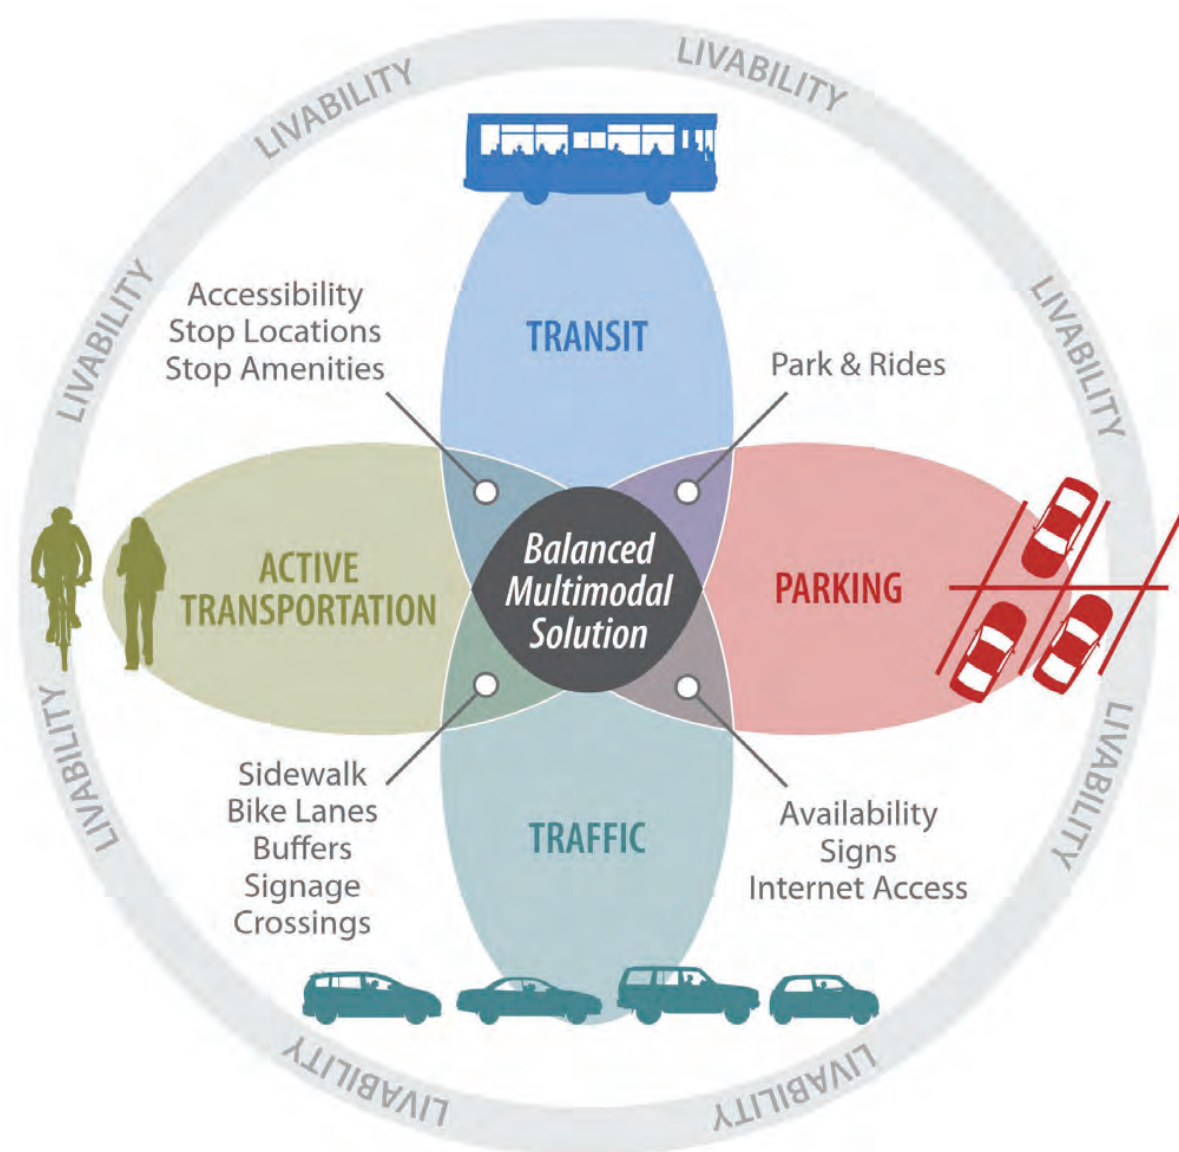 LIVABILITY
LIVABILITY
LIVABILITY
LIVABILITY
TRANSIT
Accessibility
Stop Locations
Stop Amenities
Park & Rides
ACTIVE
TRANSPORTATION
Balanced
Multimodal
Solution
PARKING
Sidewalk
Bike Lanes
Buffers
Signage
Crossings
TRAFFIC
Availability
Signs
Internet Access
LIVABILITY
LIVABILITY
LIVABILITY
LIVABILITY